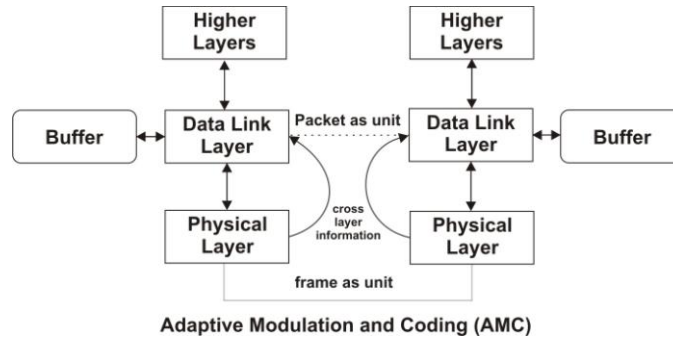 Higher
Layers
Higher
Layers
Buffer
Data Link
Layer
Packet as unit
Data Link
Layer
Buffer
Physical
Layer
cross
layer
information
Physical
Layer
frame as unit
Adaptive Modulation and Coding (AMC)